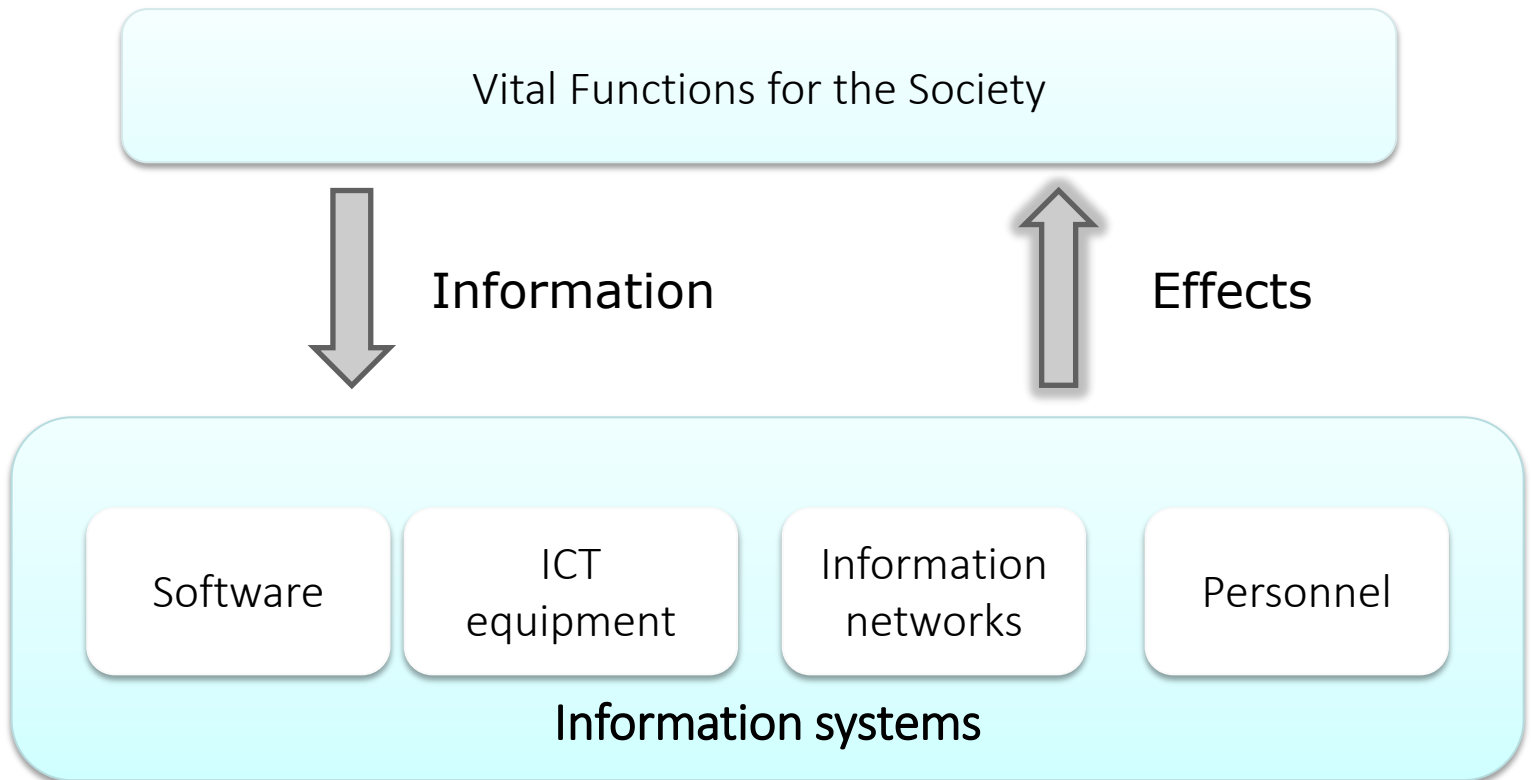 Vital Functions for the Society
Information
Effects
Software
ICT
equipment
Information
networks
Personnel
Information systems